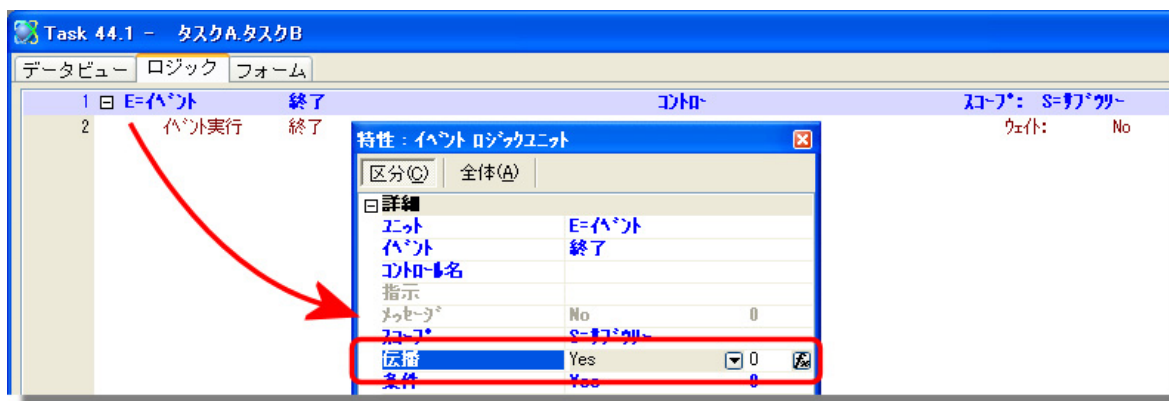 Task 44.1 - タスクA.タスクB
データビュー ロジック フォーム
1 E=イベント 終了 コントロー スコープ: S=サブツリー
2 イベント実行 終了 ウェイト: No
特性：イベント ロジックユニット
区分(C) 全体(A)
詳細
ユニット E=イベント
イベント 終了
コントロール名
指示
メッセージ No 0
スコープ S=サブツリー
伝播 Yes 0
条件 Yes 0